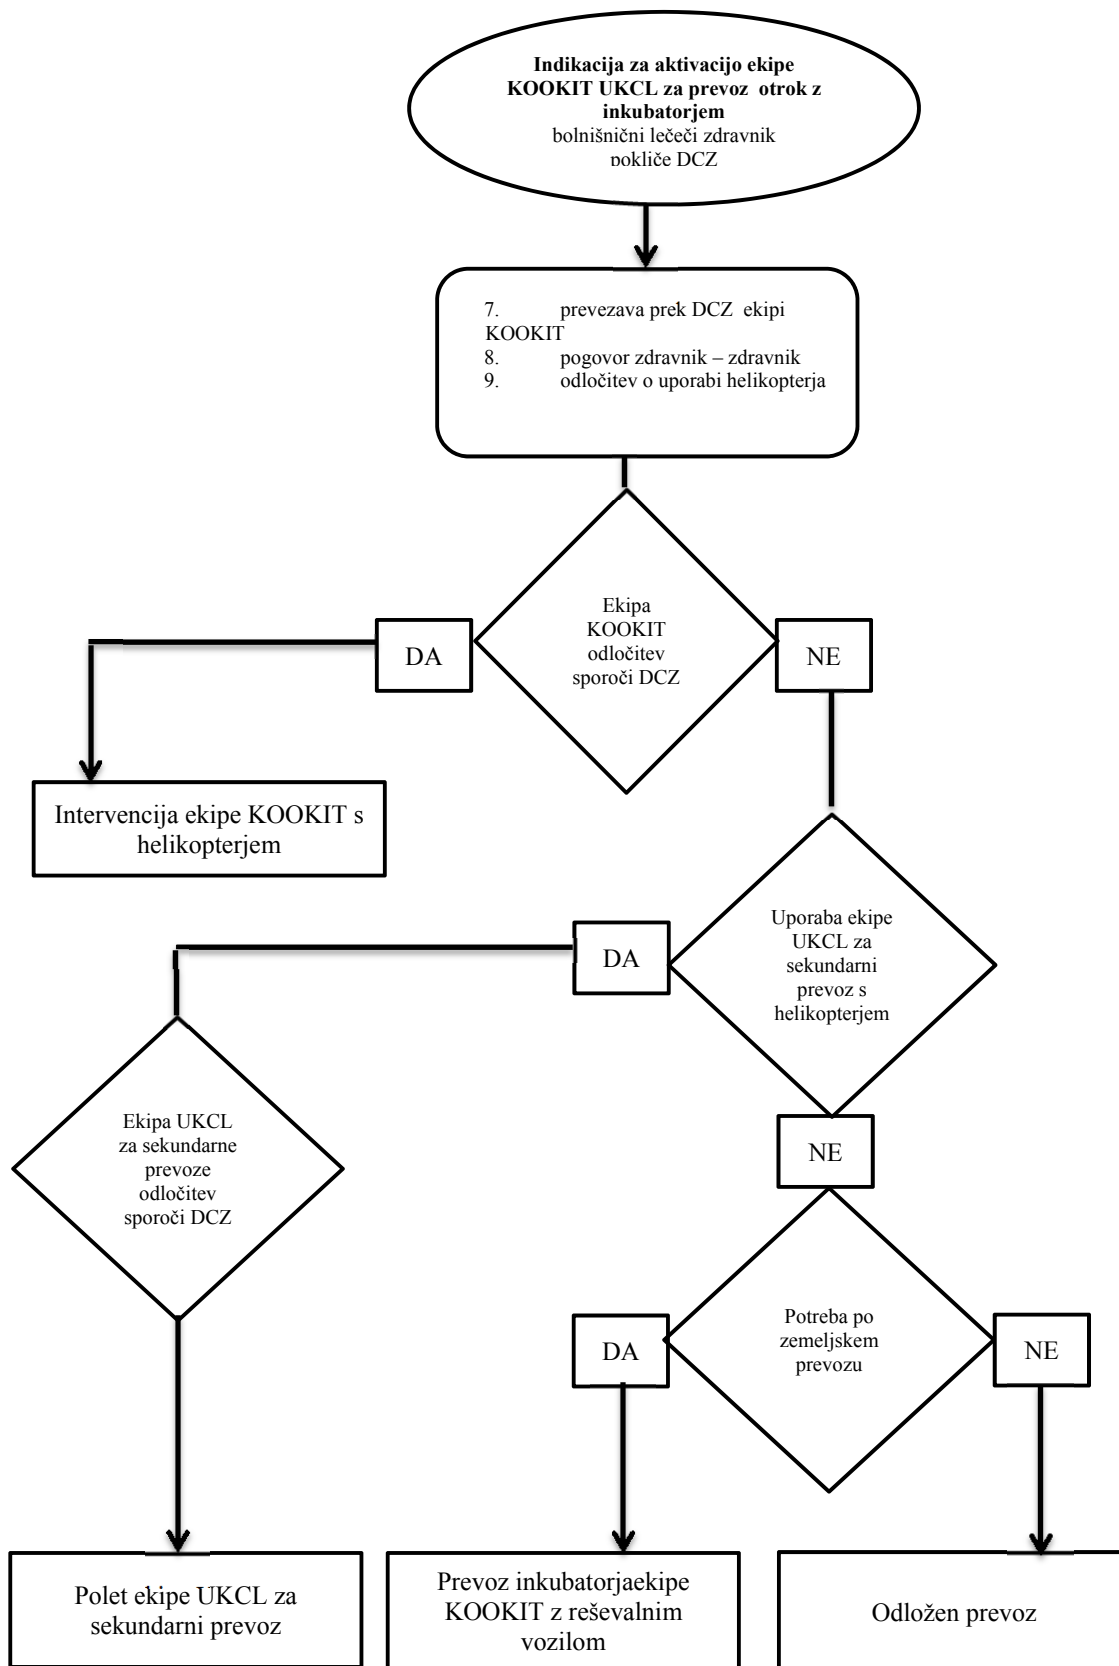 Indikacija za aktivacijo ekipe
KOOKIT UKCL za prevoz otrok z
inkubatorjem
bolnišnični lečeči zdravnik
pokliče DCZ
7. prevezava prek DCZ ekipi
KOOKIT
8. pogovor zdravnik – zdravnik
9. odločitev o uporabi helikopterja
Ekipa
KOOKIT
odločitev
sporoči DCZ
DA
NE
Intervencija ekipe KOOKIT s
helikopterjem
Uporaba ekipe
UKCL za
sekundarni
prevoz s
helikopterjem
DA
Ekipa UKCL
za sekundarne
prevoze
odločitev
sporoči DCZ
NE
Potreba po
zemeljskem
prevozu
DA
NE
Polet ekipe UKCL za
sekundarni prevoz
Prevoz inkubatorjaekipe
KOOKIT z reševalnim
vozilom
Odložen prevoz